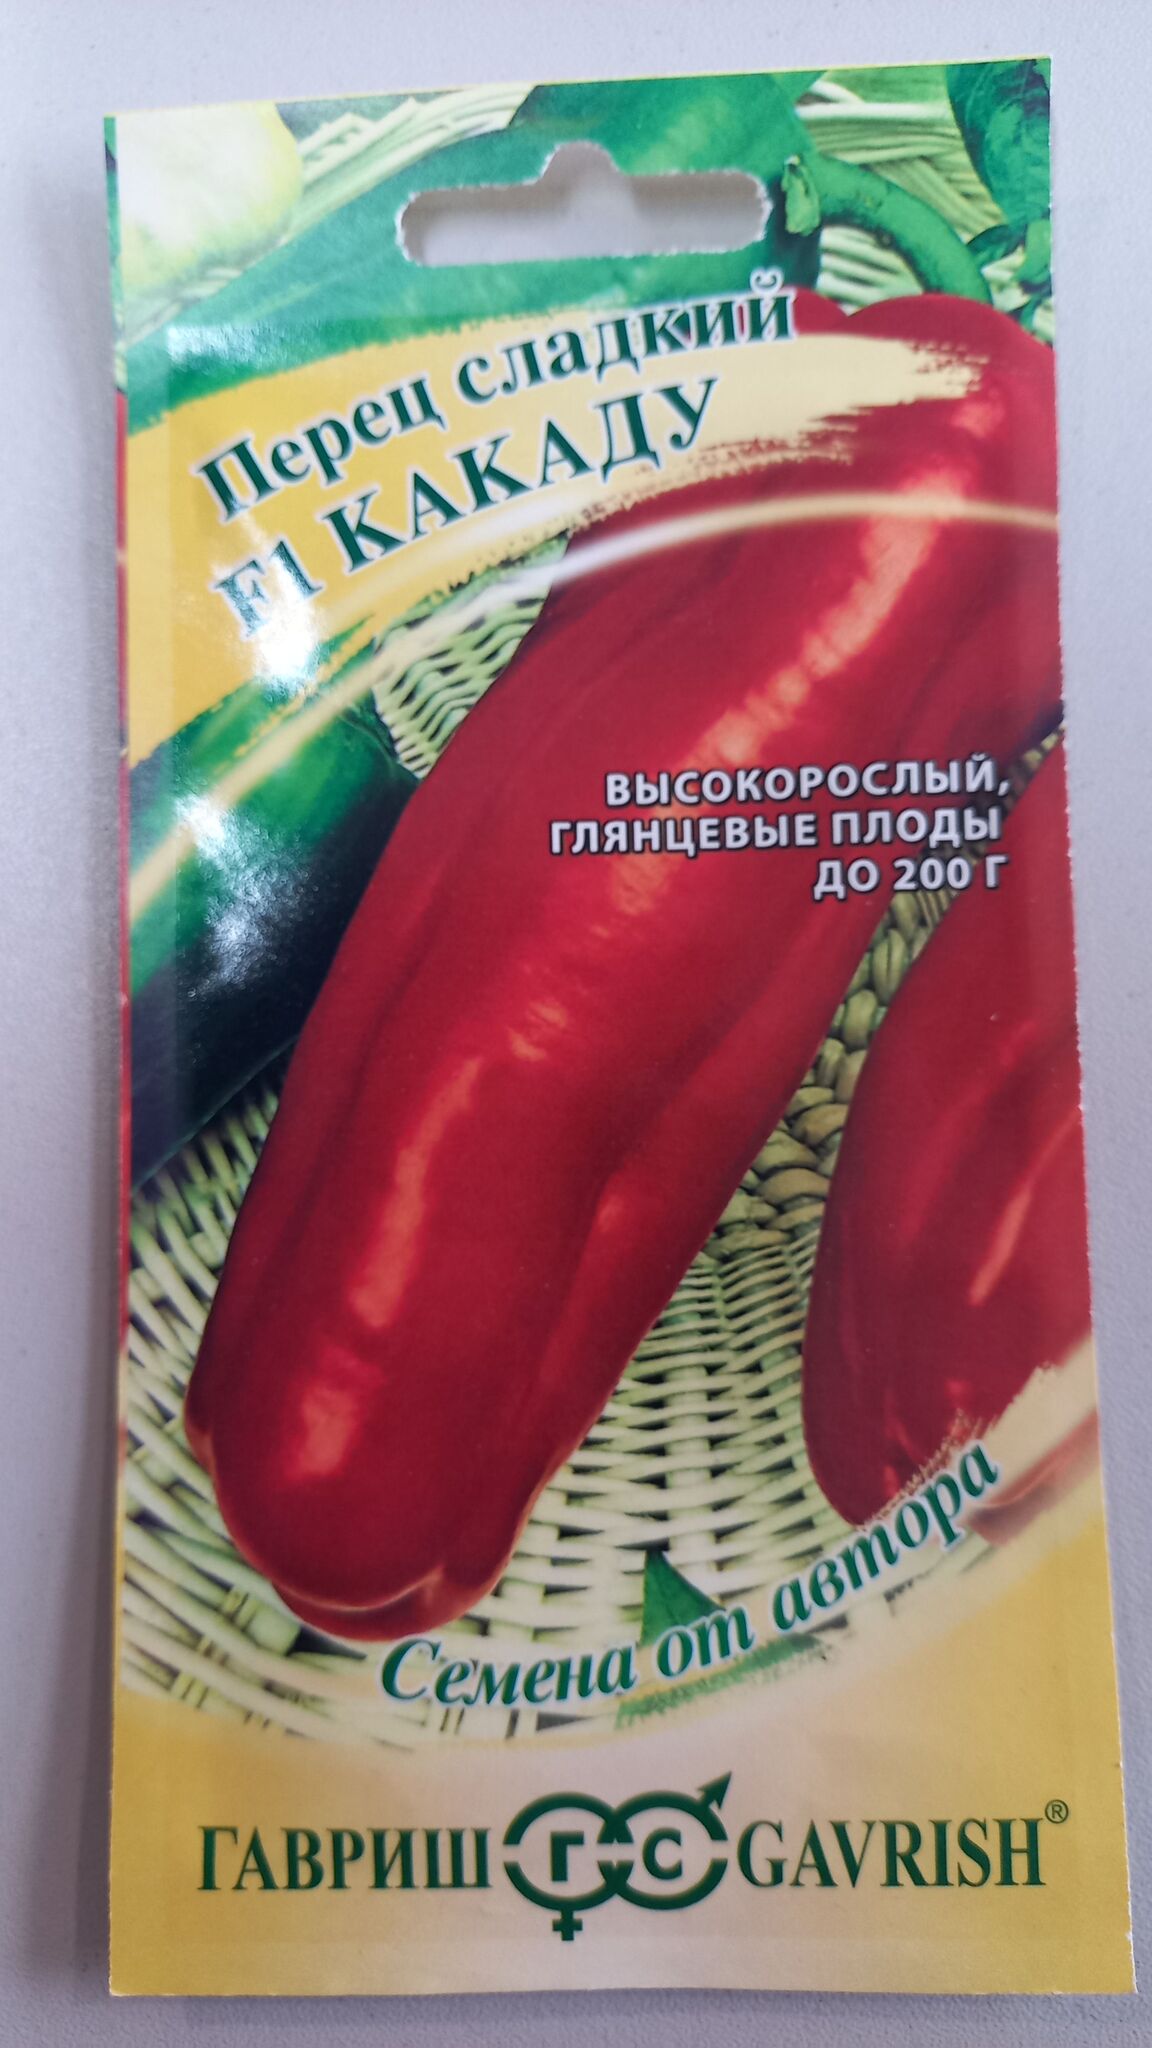 Перец сладкий
F1 КАКАДУ
ВЫСОКОРОСЛЫЙ,
ГЛЯНЦЕВЫЕ ПЛОДЫ
ДО 200 Г
Семена от автора
ГАВРИШ ГС GAVRISH®